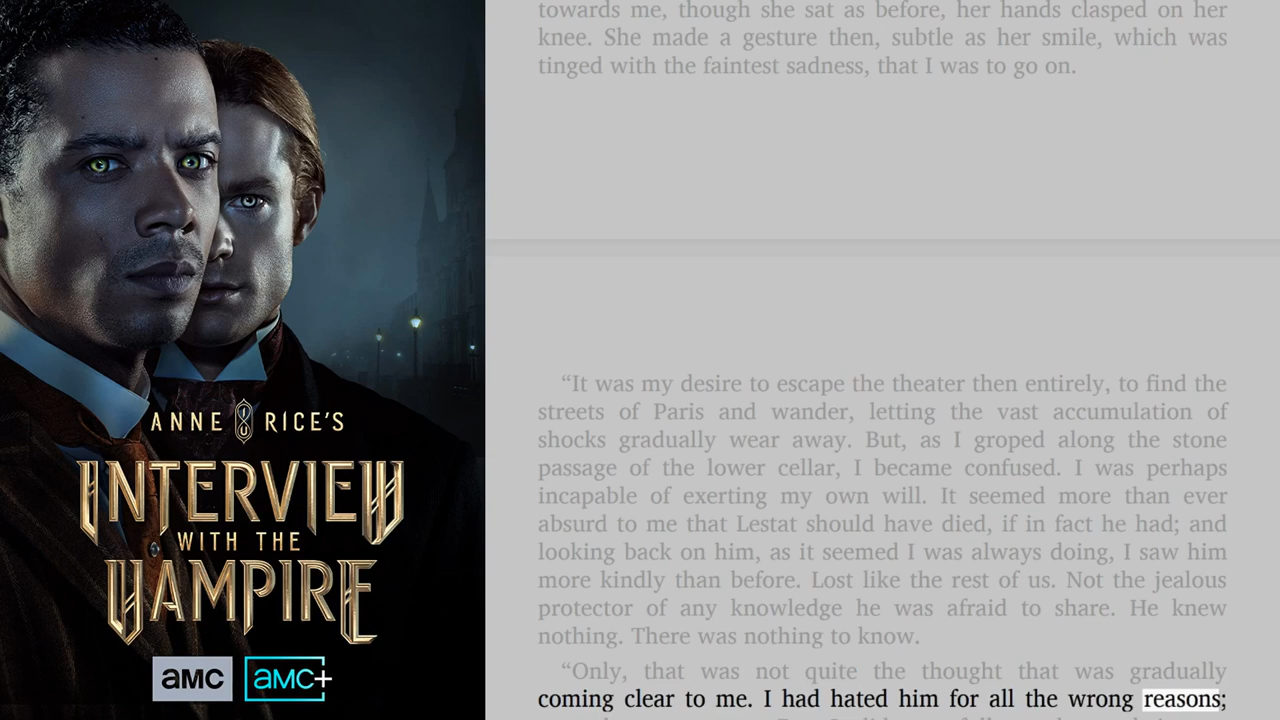 ANNE RICE'S
INTERVIEW
WITH THE
VAMPIRE
aMC
aMC+
towards me, though she sat as before, her hands clasped on her
knee. She made a gesture then, subtle as her smile, which was
tinged with the faintest sadness, that I was to go on.
“It was my desire to escape the theater then entirely, to find the
streets of Paris and wander, letting the vast accumulation of
shocks gradually wear away. But, as I groped along the stone
passage of the lower cellar, I became confused. I was perhaps
incapable of exerting my own will. It seemed more than ever
absurd to me that Lestat should have died, if in fact he had; and
looking back on him, as it seemed I was always doing, I saw him
more kindly than before. Lost like the rest of us. Not the jealous
protector of any knowledge he was afraid to share. He knew
nothing. There was nothing to know.
“Only, that was not quite the thought that was gradually
coming clear to me. I had hated him for all the wrong reasons;